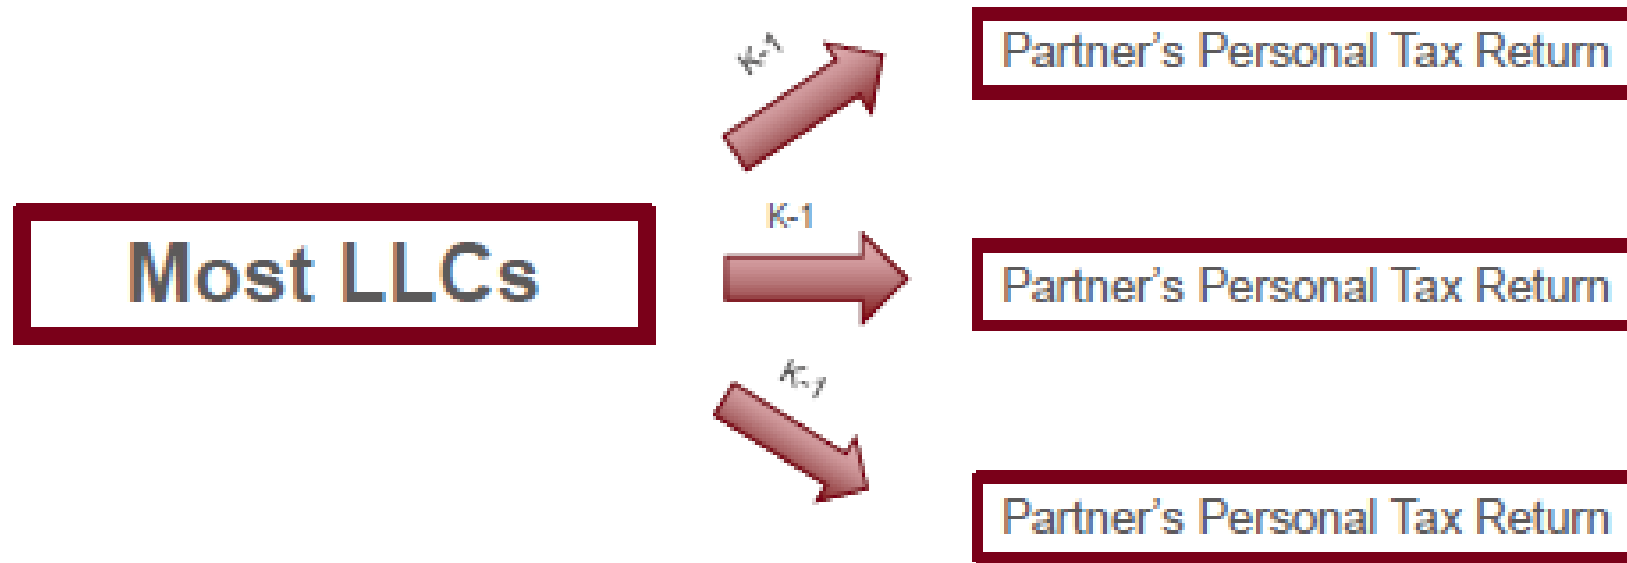 K-1
Partner's Personal Tax Return
K-1
Most LLCs
Partner's Personal Tax Return
K-1
Partner's Personal Tax Return